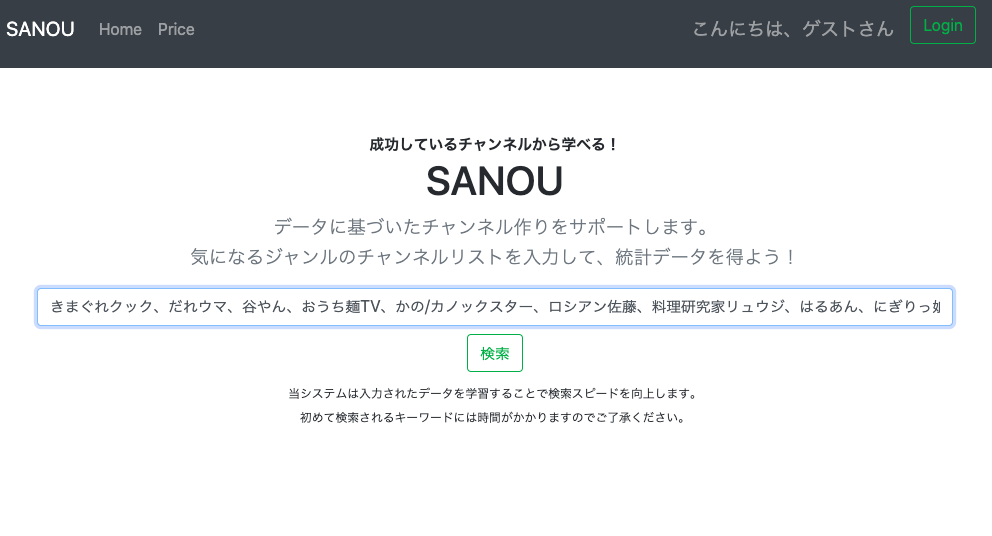 SANOU Home Price こんにちは、ゲストさん Login
成功しているチャンネルから学べる！
SANOU
データに基づいたチャンネル作りをサポートします。
気になるジャンルのチャンネルリストを入力して、統計データを得よう！
きまぐれクック、だれウマ、谷やん、おうち麺TV、かの/カノックスター、ロシアン佐藤、料理研究家リュウジ、はるあん、にぎりっ
検索
当システムは入力されたデータを学習することで検索スピードを向上します。
初めて検索されるキーワードには時間がかかりますのでご了承ください。